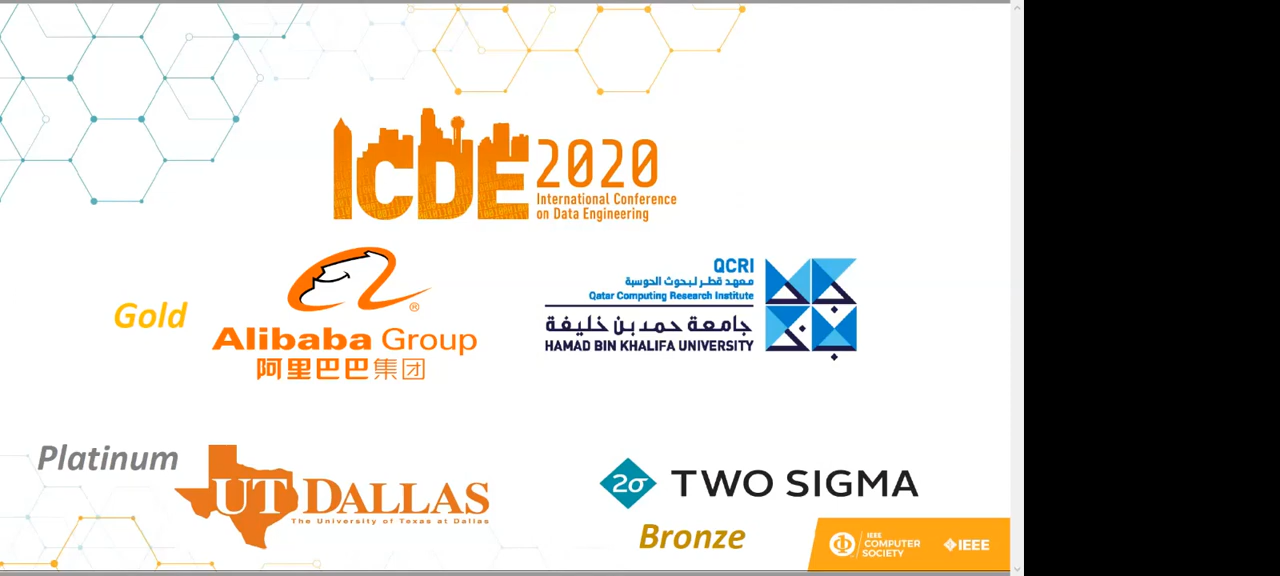 ICDE 2020
International Conference
on Data Engineering
Gold
Alibaba Group
阿里巴巴集团
QCRI
معهد قطر لبحوث الحوسبة
Qatar Computing Research Institute
جامعة حمد بن خليفة
HAMAD BIN KHALIFA UNIVERSITY
Platinum
UT DALLAS
The University of Texas at Dallas
2σ TWO SIGMA
Bronze
IEEE
COMPUTER
SOCIETY
IEEE